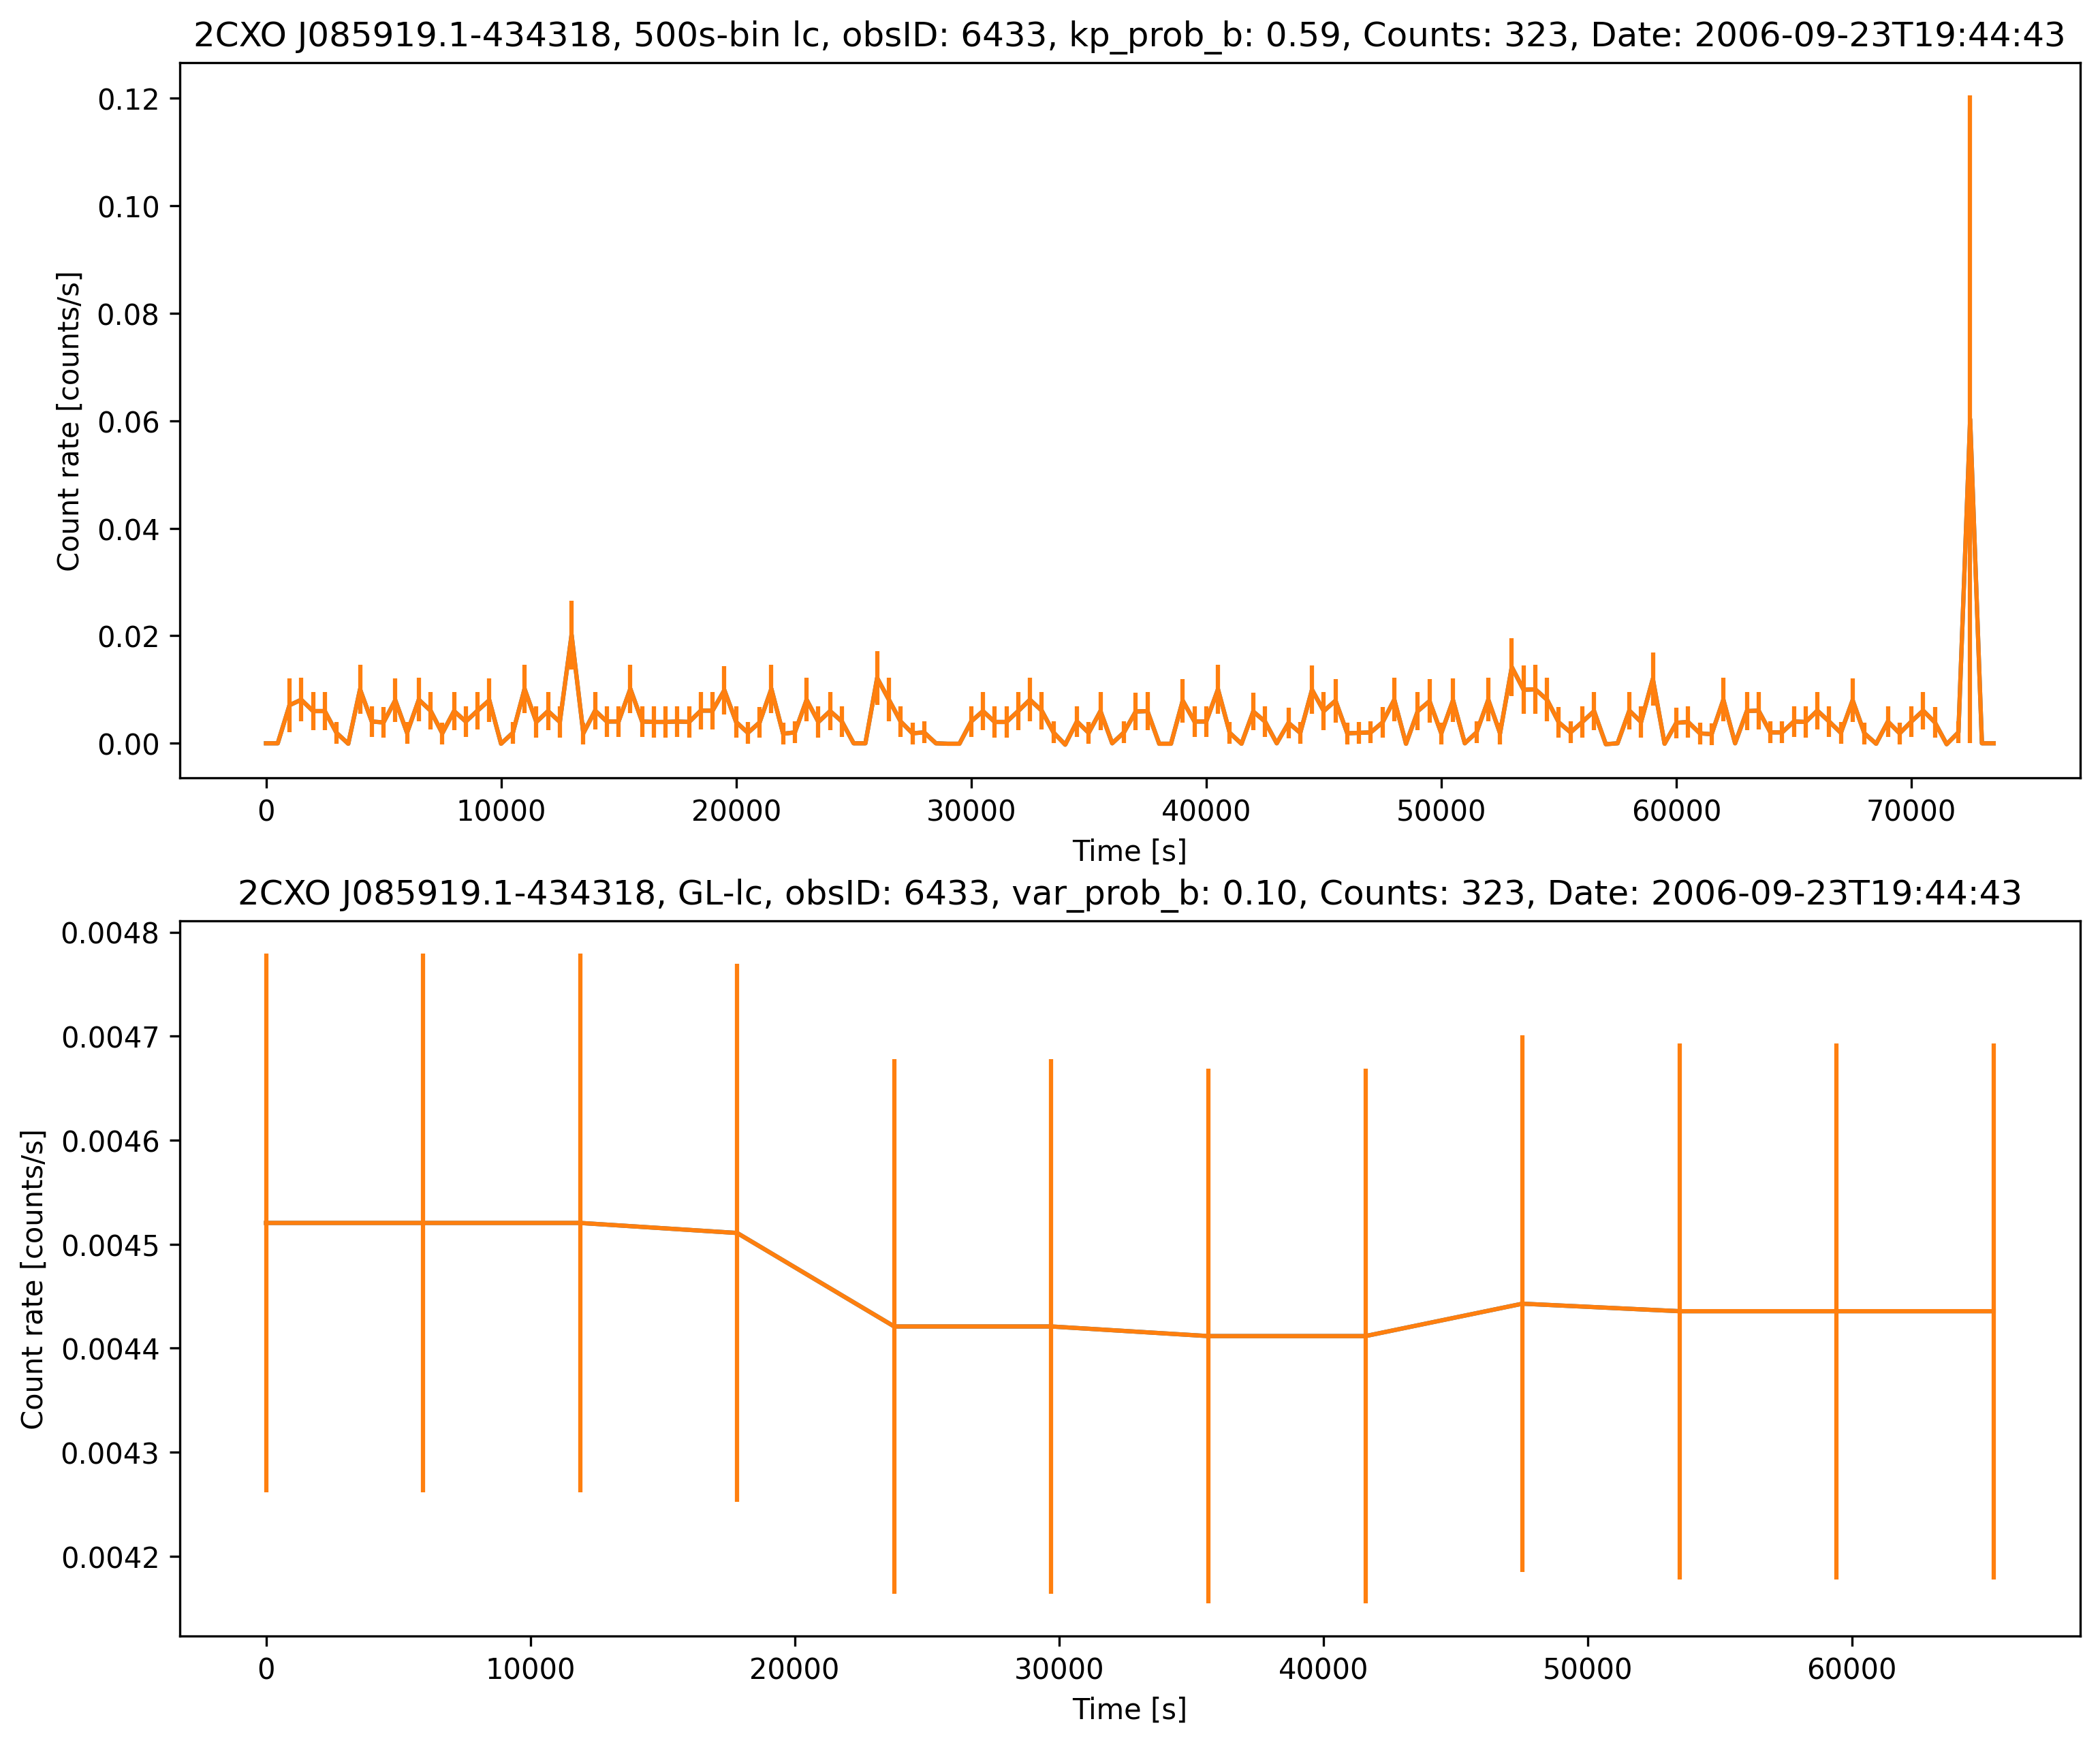 2CXO J085919.1-434318, 500s-bin lc, obsID: 6433, kp_prob_b: 0.59, Counts: 323, Date: 2006-09-23T19:44:43
0.12
0.10
0.08
0.06
0.04
0.02
0.00
Count rate [counts/s]
0 10000 20000 30000 40000 50000 60000 70000
Time [s]
2CXO J085919.1-434318, GL-lc, obsID: 6433, var_prob_b: 0.10, Counts: 323, Date: 2006-09-23T19:44:43
0.0048
0.0047
0.0046
0.0045
0.0044
0.0043
0.0042
Count rate [counts/s]
0 10000 20000 30000 40000 50000 60000
Time [s]